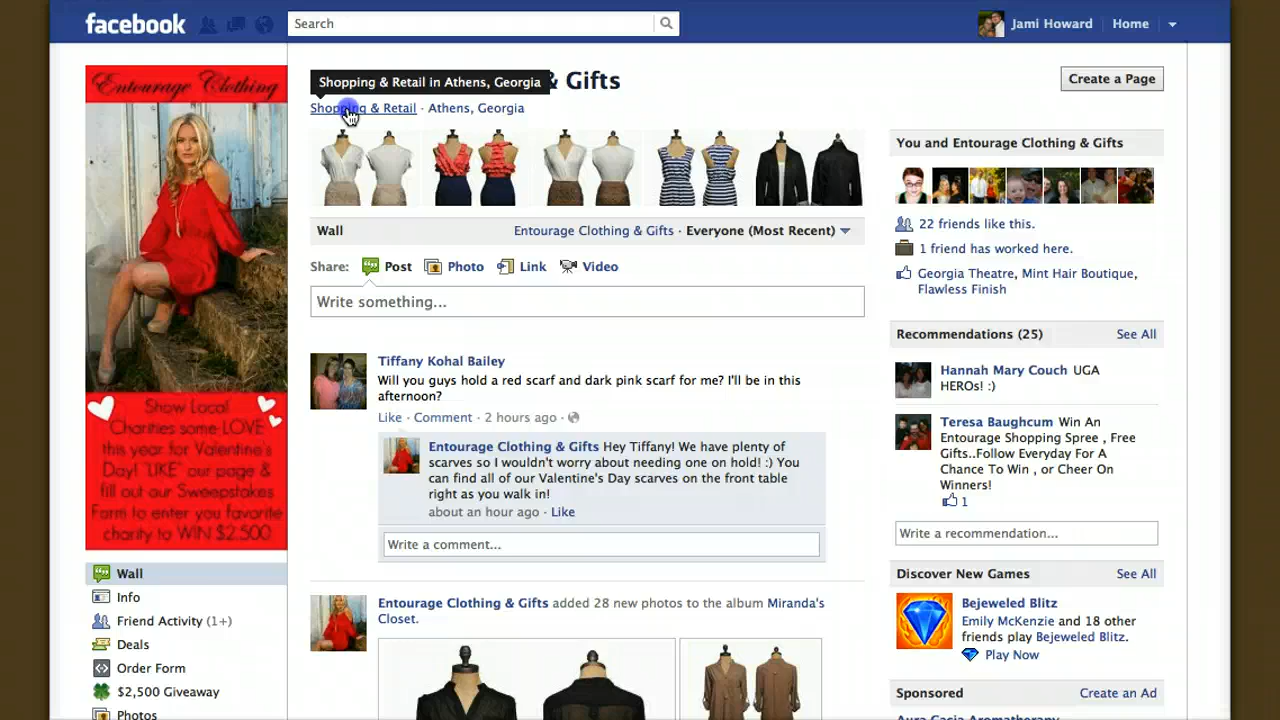 facebook
Search
Jami Howard
Home
Shopping & Retail in Athens, Georgia
& Gifts
Create a Page
Shopping & Retail · Athens, Georgia
Entourage Clothing
Show Local
Charities some LOVE
this year for Valentine's
Day! "LIKE" our page &
fill out our Sweepstakes
Form to enter you favorite
charity to WIN $2,500
Wall
Info
Friend Activity (1+)
Deals
Order Form
$2,500 Giveaway
Photos
Wall
Entourage Clothing & Gifts · Everyone (Most Recent)
Share:
Post
Photo
Link
Video
Write something...
Tiffany Kohal Bailey
Will you guys hold a red scarf and dark pink scarf for me? I'll be in this
afternoon?
Like · Comment · 2 hours ago ·
Entourage Clothing & Gifts Hey Tiffany! We have plenty of
scarves so I wouldn't worry about needing one on hold! :) You
can find all of our Valentine's Day scarves on the front table
right as you walk in!
about an hour ago · Like
Write a comment...
Entourage Clothing & Gifts added 28 new photos to the album Miranda's
Closet.
You and Entourage Clothing & Gifts
22 friends like this.
1 friend has worked here.
Georgia Theatre, Mint Hair Boutique,
Flawless Finish
Recommendations (25)
See All
Hannah Mary Couch UGA
HEROs! :)
Teresa Baughcum Win An
Entourage Shopping Spree , Free
Gifts..Follow Everyday For A
Chance To Win , or Cheer On
Winners!
1
Write a recommendation...
Discover New Games
See All
Bejeweled Blitz
Emily McKenzie and 18 other
friends play Bejeweled Blitz.
Play Now
Sponsored
Create an Ad
Aura Cacia Aromatherapy